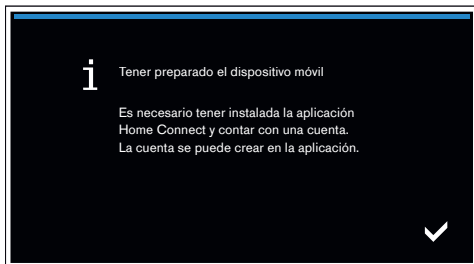 i
Tener preparado el dispositivo móvil
Es necesario tener instalada la aplicación
Home Connect y contar con una cuenta.
La cuenta se puede crear en la aplicación.